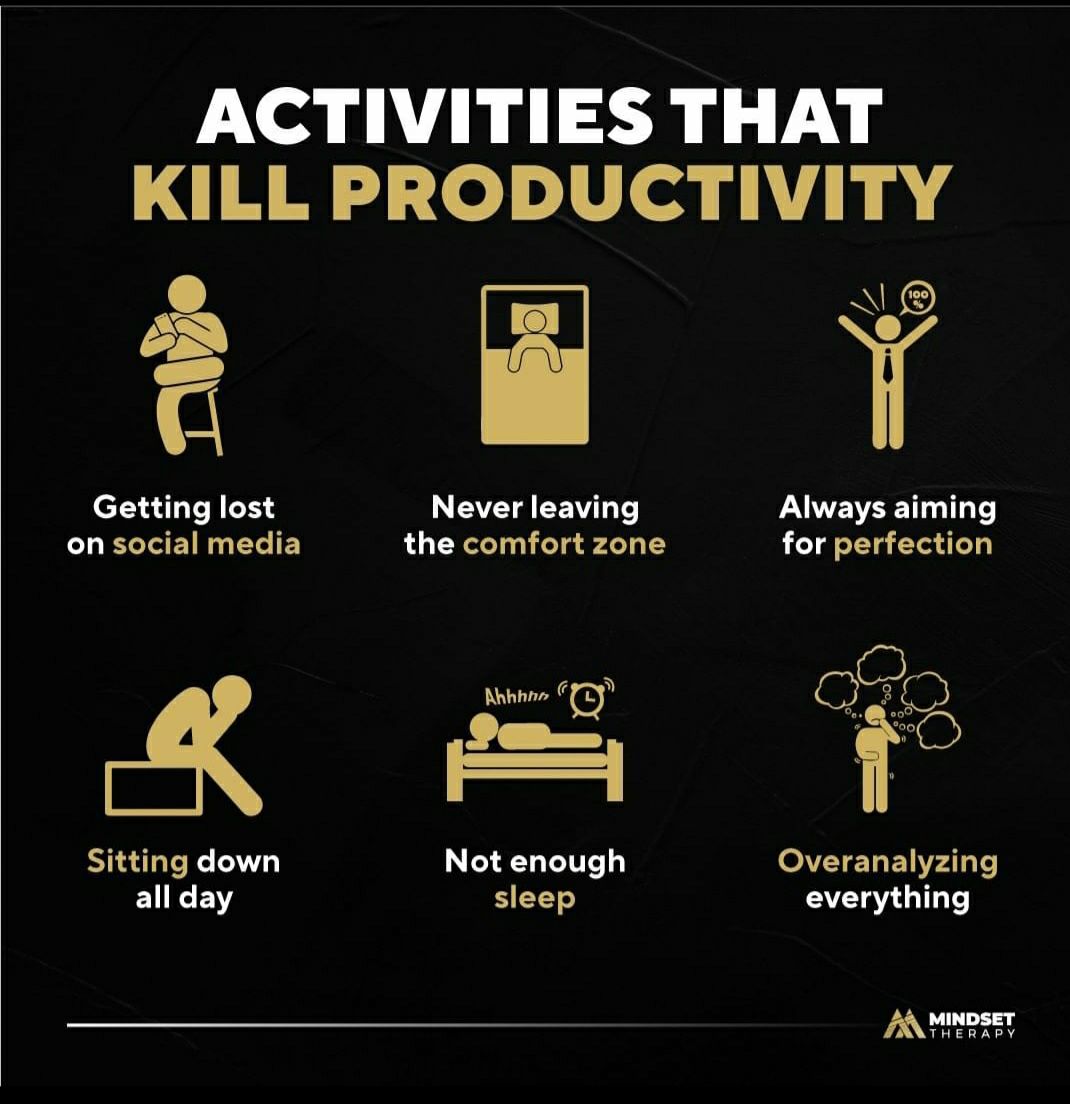 ACTIVITIES THAT
KILL PRODUCTIVITY
100
%
Getting lost
on social media
Never leaving
the comfort zone
Always aiming
for perfection
Ahhhhh
Sitting down
all day
Not enough
sleep
Overanalyzing
everything
MINDSET
THERAPY